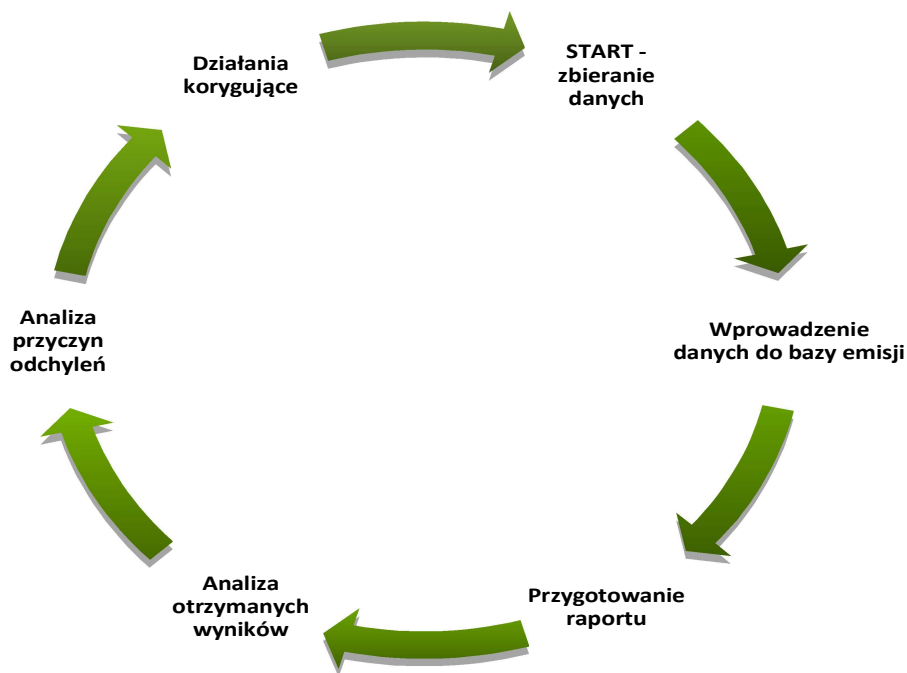 START -
zbieranie
danych
Wprowadzenie
danych do bazy emisji
Przygotowanie
raportu
Analiza
otrzymanych
wyników
Analiza
przyczyn
odchyleń
Działania
korygujące